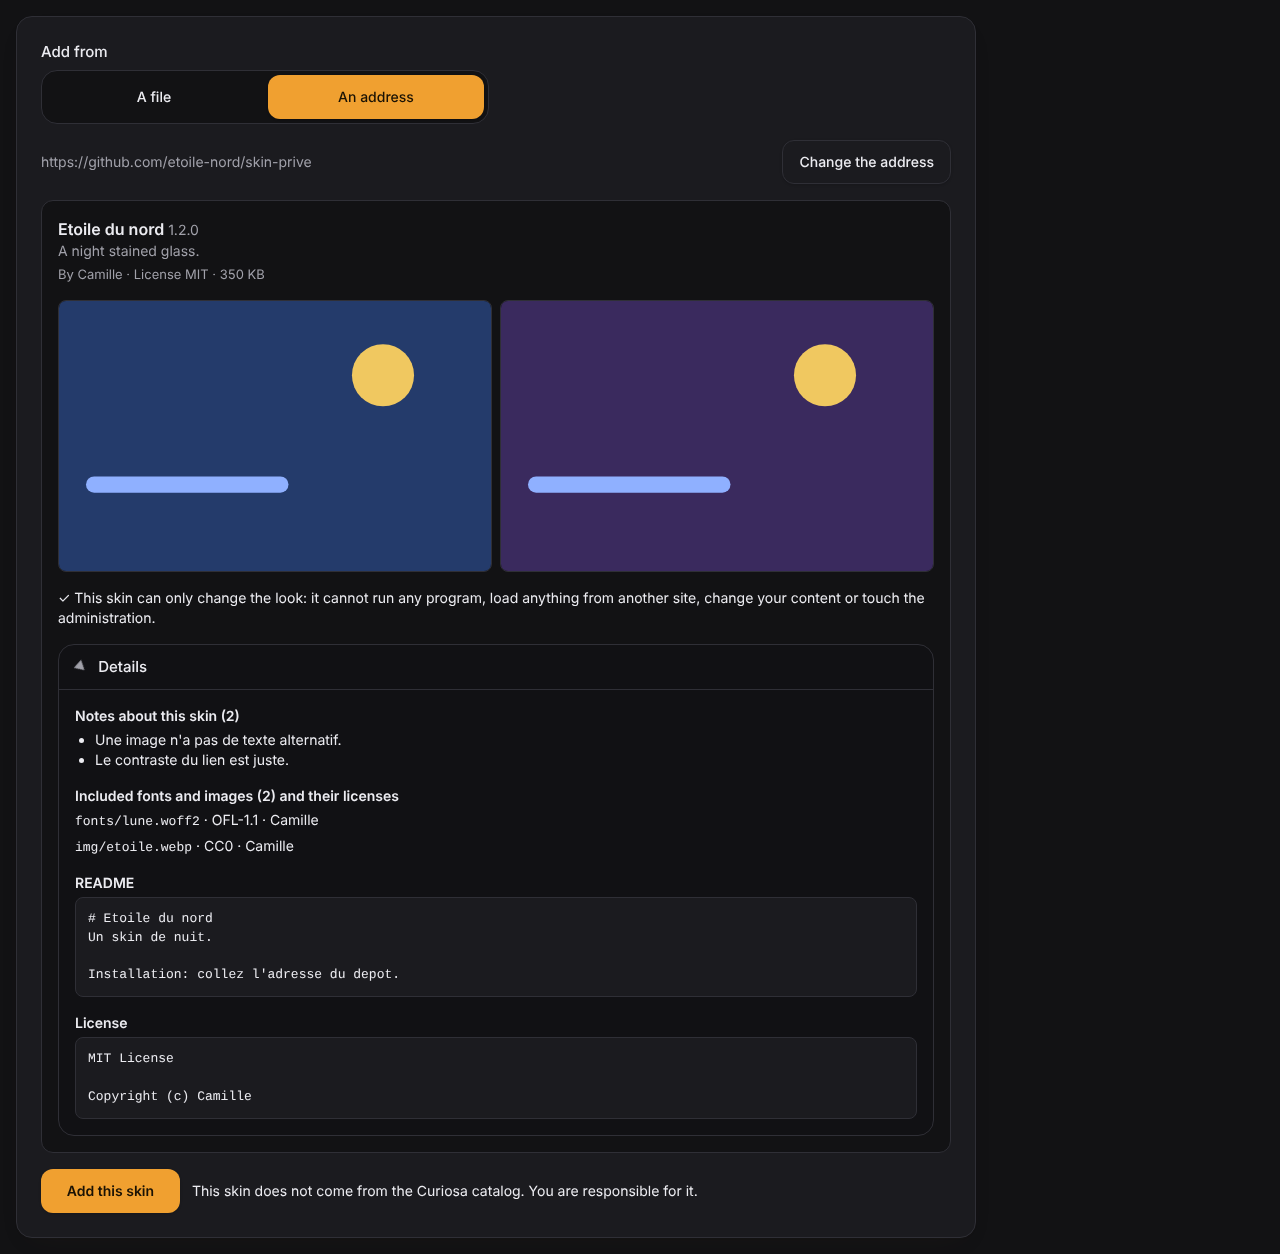 Add from
A file
An address
https://github.com/etoile-nord/skin-prive
Change the address
Etoile du nord 1.2.0
A night stained glass.
By Camille · License MIT · 350 KB
✓ This skin can only change the look: it cannot run any program, load anything from another site, change your content or touch the
administration.
Details
Notes about this skin (2)
• Une image n'a pas de texte alternatif.
• Le contraste du lien est juste.
Included fonts and images (2) and their licenses
fonts/lune.woff2 · OFL-1.1 · Camille
img/etoile.webp · CC0 · Camille
README
# Etoile du nord
Un skin de nuit.
Installation: collez l'adresse du depot.
License
MIT License
Copyright (c) Camille
Add this skin
This skin does not come from the Curiosa catalog. You are responsible for it.